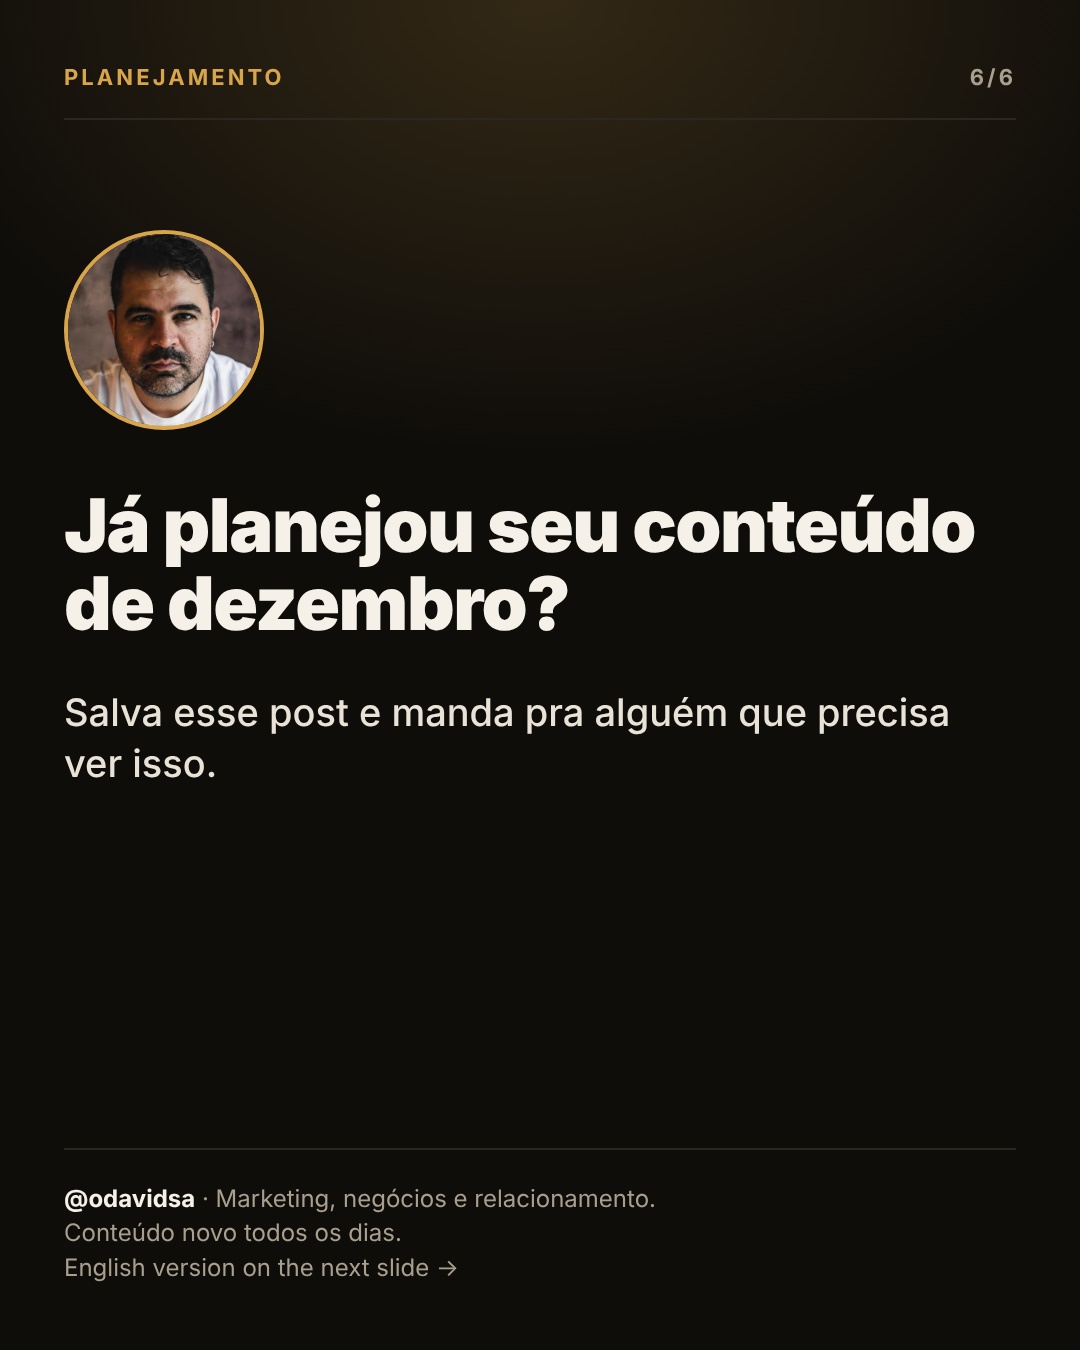 PLANEJAMENTO
6/6
Já planejou seu conteúdo
de dezembro?
Salva esse post e manda pra alguém que precisa
ver isso.
@odavidsa · Marketing, negócios e relacionamento.
Conteúdo novo todos os dias.
English version on the next slide →